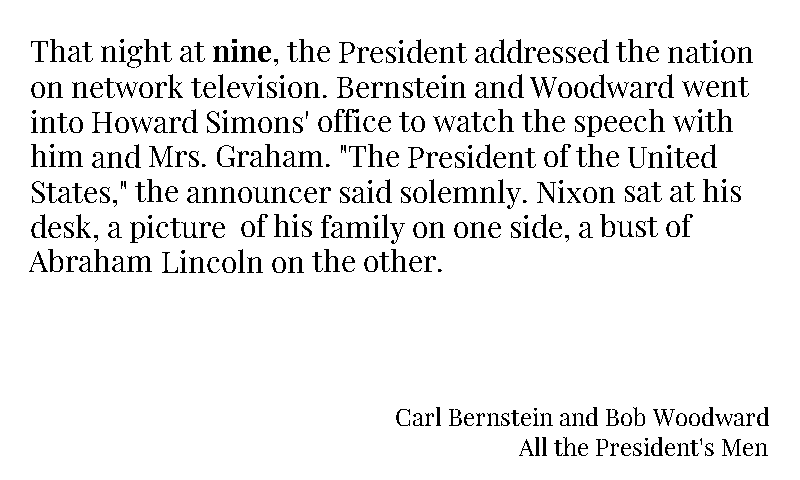 That night at nine, the President addressed the nation
on network television. Bernstein and Woodward went
into Howard Simons' office to watch the speech with
him and Mrs. Graham. "The President of the United
States," the announcer said solemnly. Nixon sat at his
desk, a picture  of his family on one side, a bust of
Abraham Lincoln on the other.
Carl Bernstein and Bob Woodward
All the President's Men